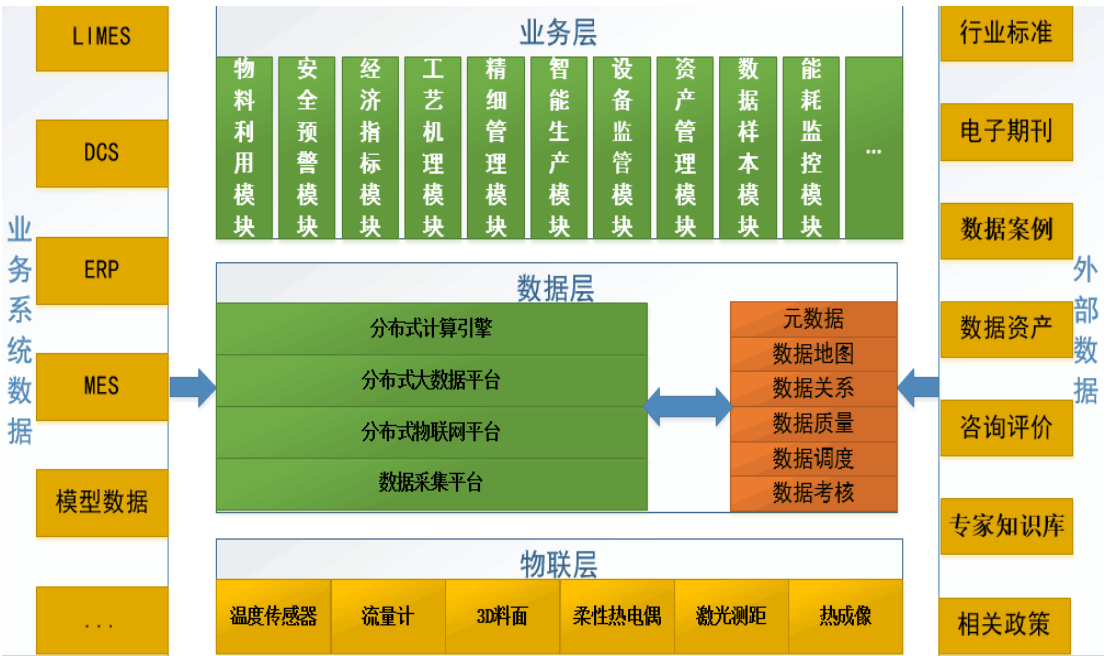 业务系统数据
LIMES
DCS
ERP
MES
模型数据
...
业务层
物料利用模块
安全预警模块
经济指标模块
工艺机理模块
精细管理模块
智能生产模块
设备监管模块
资产管理模块
数据样本模块
能耗监控模块
...
数据层
分布式计算引擎
分布式大数据平台
分布式物联网平台
数据采集平台
元数据
数据地图
数据关系
数据质量
数据调度
数据考核
物联层
温度传感器
流量计
3D料面
柔性热电偶
激光测距
热成像
行业标准
电子期刊
数据案例
数据资产
咨询评价
专家知识库
相关政策
外部数据